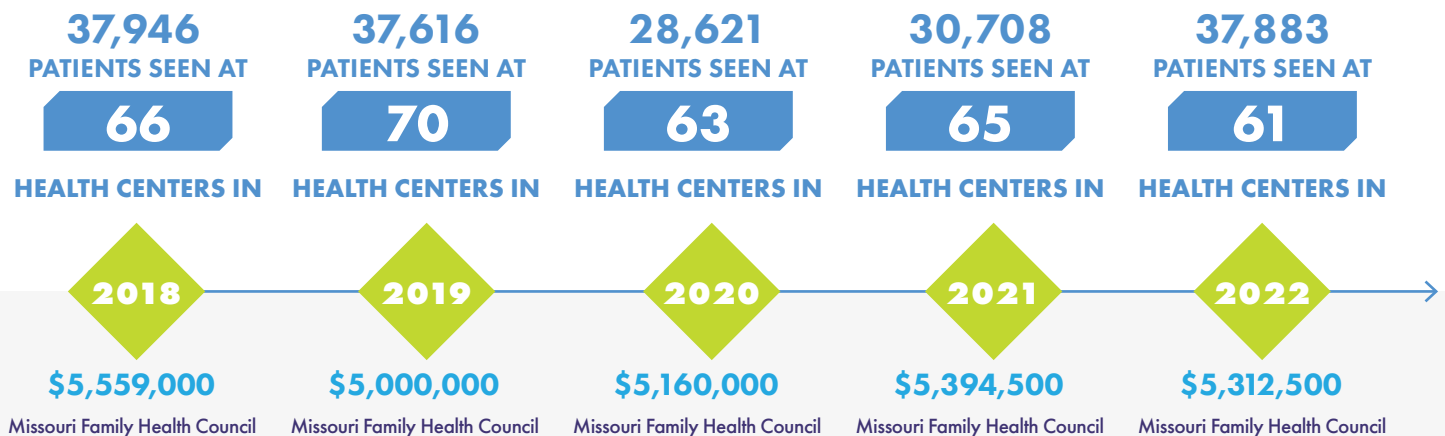 37,946
PATIENTS SEEN AT
66
HEALTH CENTERS IN
2018
$5,559,000
Missouri Family Health Council
37,616
PATIENTS SEEN AT
70
HEALTH CENTERS IN
2019
$5,000,000
Missouri Family Health Council
28,621
PATIENTS SEEN AT
63
HEALTH CENTERS IN
2020
$5,160,000
Missouri Family Health Council
30,708
PATIENTS SEEN AT
65
HEALTH CENTERS IN
2021
$5,394,500
Missouri Family Health Council
37,883
PATIENTS SEEN AT
61
HEALTH CENTERS IN
2022
$5,312,500
Missouri Family Health Council